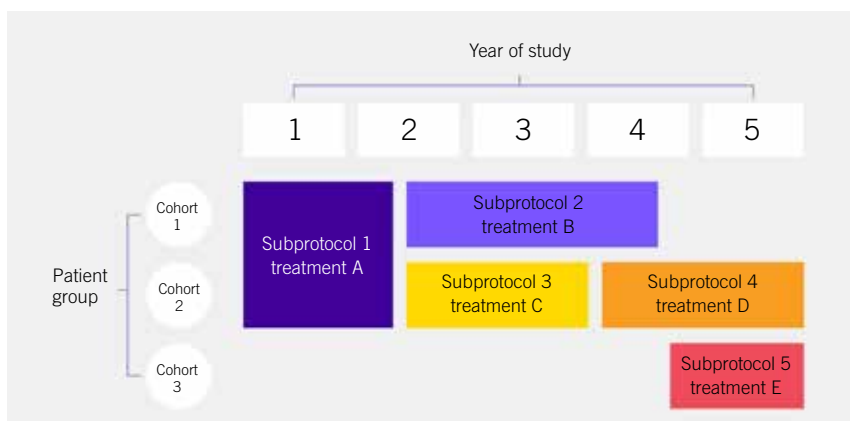 Year of study
1 2 3 4 5
Cohort
1
Subprotocol 1
treatment A
Subprotocol 2
treatment B
Patient
group
Cohort
2
Subprotocol 3
treatment C
Subprotocol 4
treatment D
Cohort
3
Subprotocol 5
treatment E